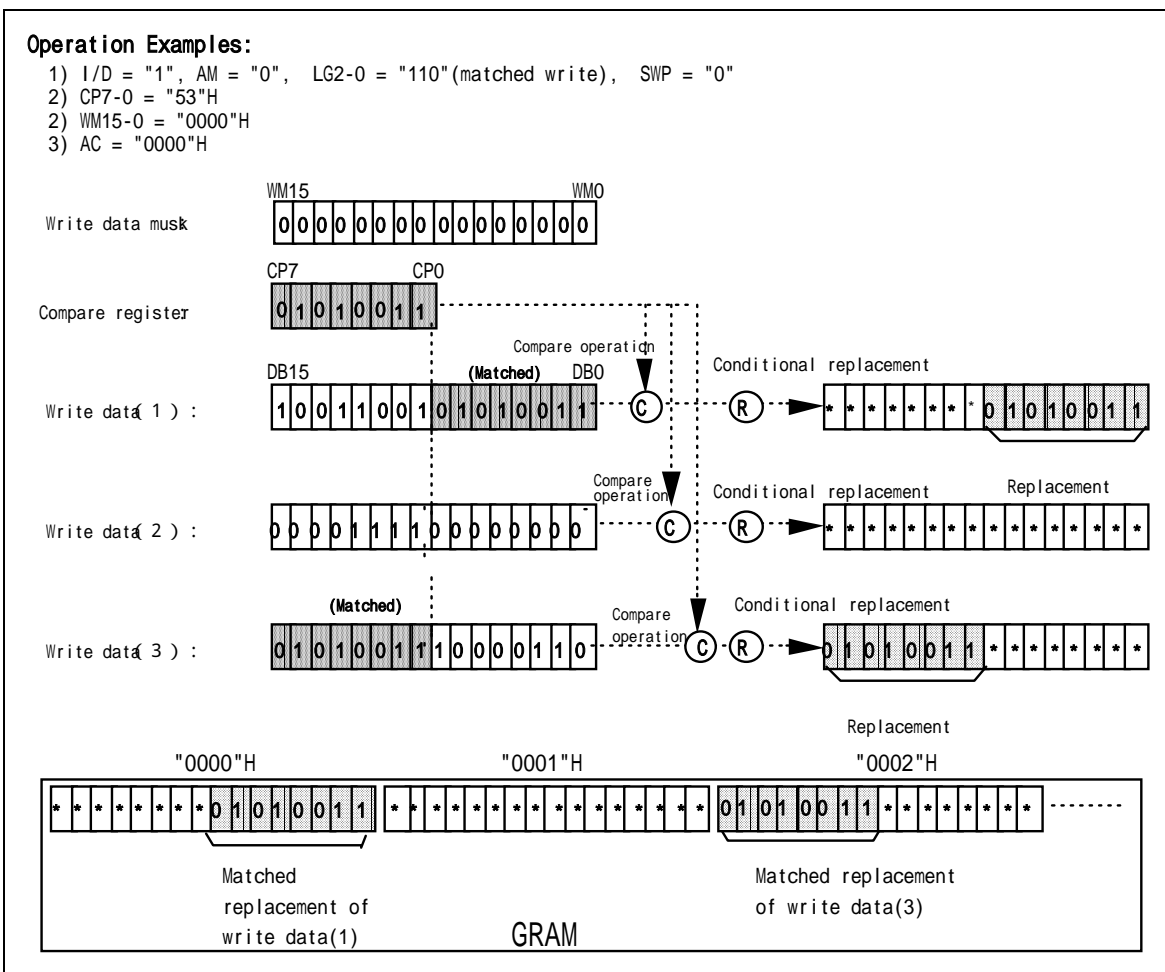 Operation Examples:
1) I/D = "1", AM = "0", LG2-0 = "110"(matched write), SWP = "0"
2) CP7-0 = "53"H
2) WM15-0 = "0000"H
3) AC = "0000"H
WM15 WM0
Write data musk 0 0 0 0 0 0 0 0 0 0 0 0 0 0 0 0
CP7 CP0
Compare register: 0 1 0 1 0 0 1 1
Compare operation
DB15 (Matched) DB0 Conditional replacement
Write data( 1 ) : 1 0 0 1 1 0 0 1 0 1 0 1 0 0 1 1 C R * * * * * * * * 0 1 0 1 0 0 1 1
Compare
operation Conditional replacement Replacement
Write data( 2 ) : 0 0 0 0 1 1 1 1 0 0 0 0 0 0 0 0 C R * * * * * * * * * * * * * * * *
(Matched) Compare Conditional replacement
operation
Write data( 3 ) : 0 1 0 1 0 0 1 1 1 0 0 0 0 1 1 0 C R 0 1 0 1 0 0 1 1 * * * * * * * *
Replacement
"0000"H "0001"H "0002"H
* * * * * * * * 0 1 0 1 0 0 1 1 * * * * * * * * * * * * * * * * 0 1 0 1 0 0 1 1 * * * * * * * *
Matched
replacement of
write data(1)
Matched replacement
of write data(3)
GRAM